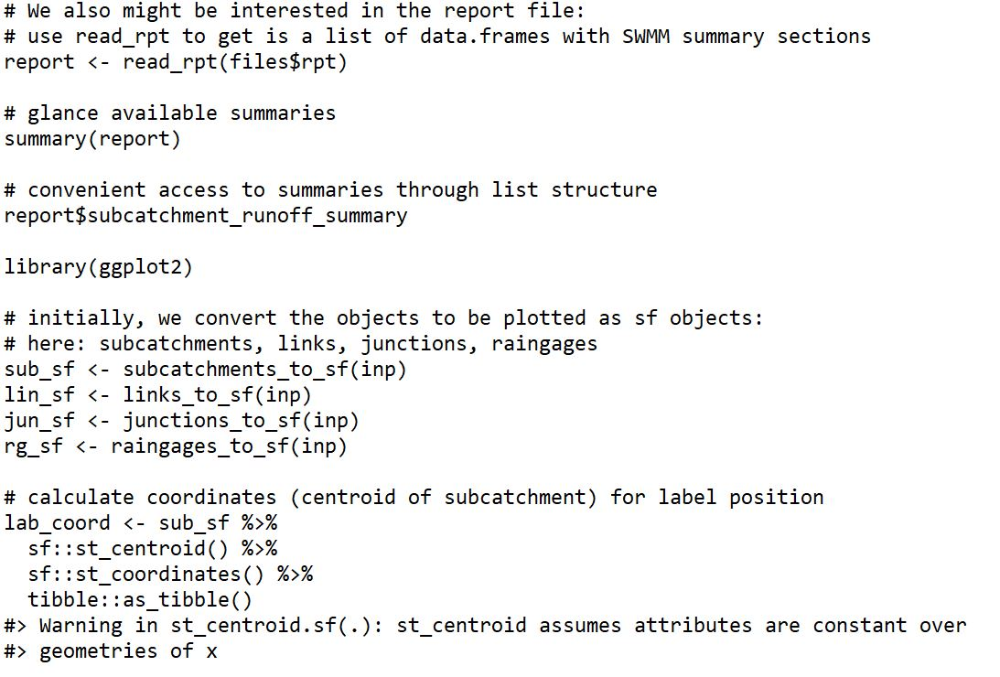 # We also might be interested in the report file:
# use read_rpt to get is a list of data.frames with SWMM summary sections
report <- read_rpt(files$rpt)

# glance available summaries
summary(report)

# convenient access to summaries through list structure
report$subcatchment_runoff_summary

library(ggplot2)

# initially, we convert the objects to be plotted as sf objects:
# here: subcatchments, links, junctions, raingages
sub_sf <- subcatchments_to_sf(inp)
lin_sf <- links_to_sf(inp)
jun_sf <- junctions_to_sf(inp)
rg_sf <- raingages_to_sf(inp)

# calculate coordinates (centroid of subcatchment) for label position
lab_coord <- sub_sf %>%
  sf::st_centroid() %>%
  sf::st_coordinates() %>%
  tibble::as_tibble()
#> Warning in st_centroid.sf(.): st_centroid assumes attributes are constant over
#> geometries of x